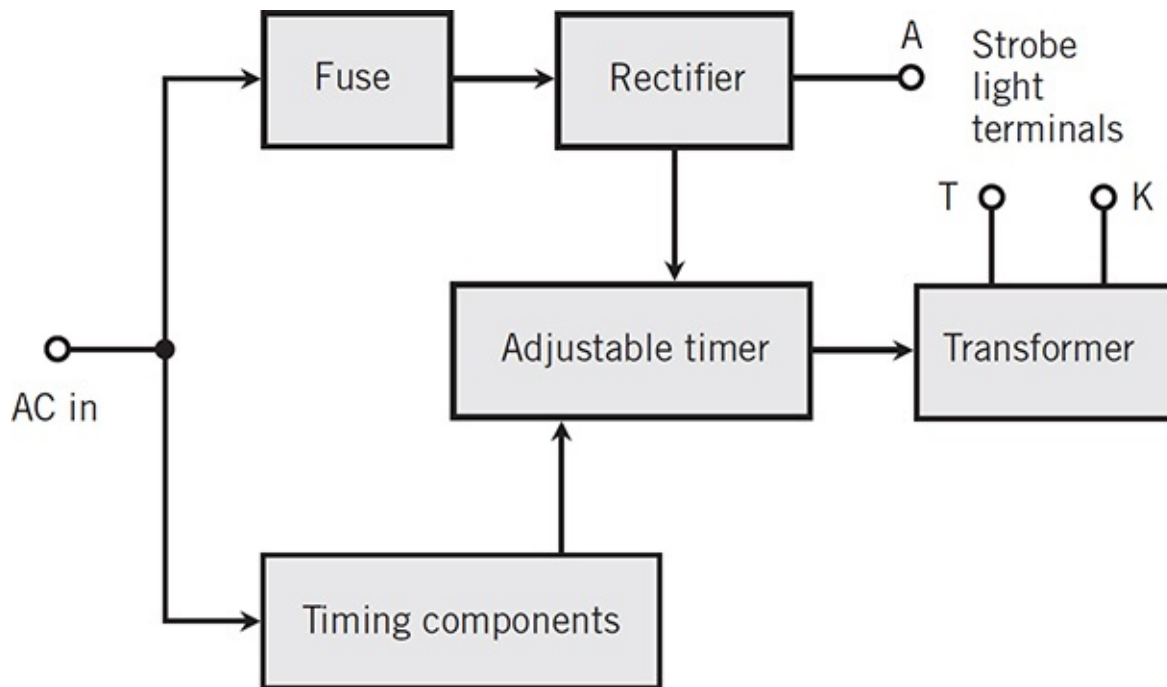 Fuse
Rectifier
A
Strobe
light
terminals
T
K
AC in
Adjustable timer
Transformer
Timing components